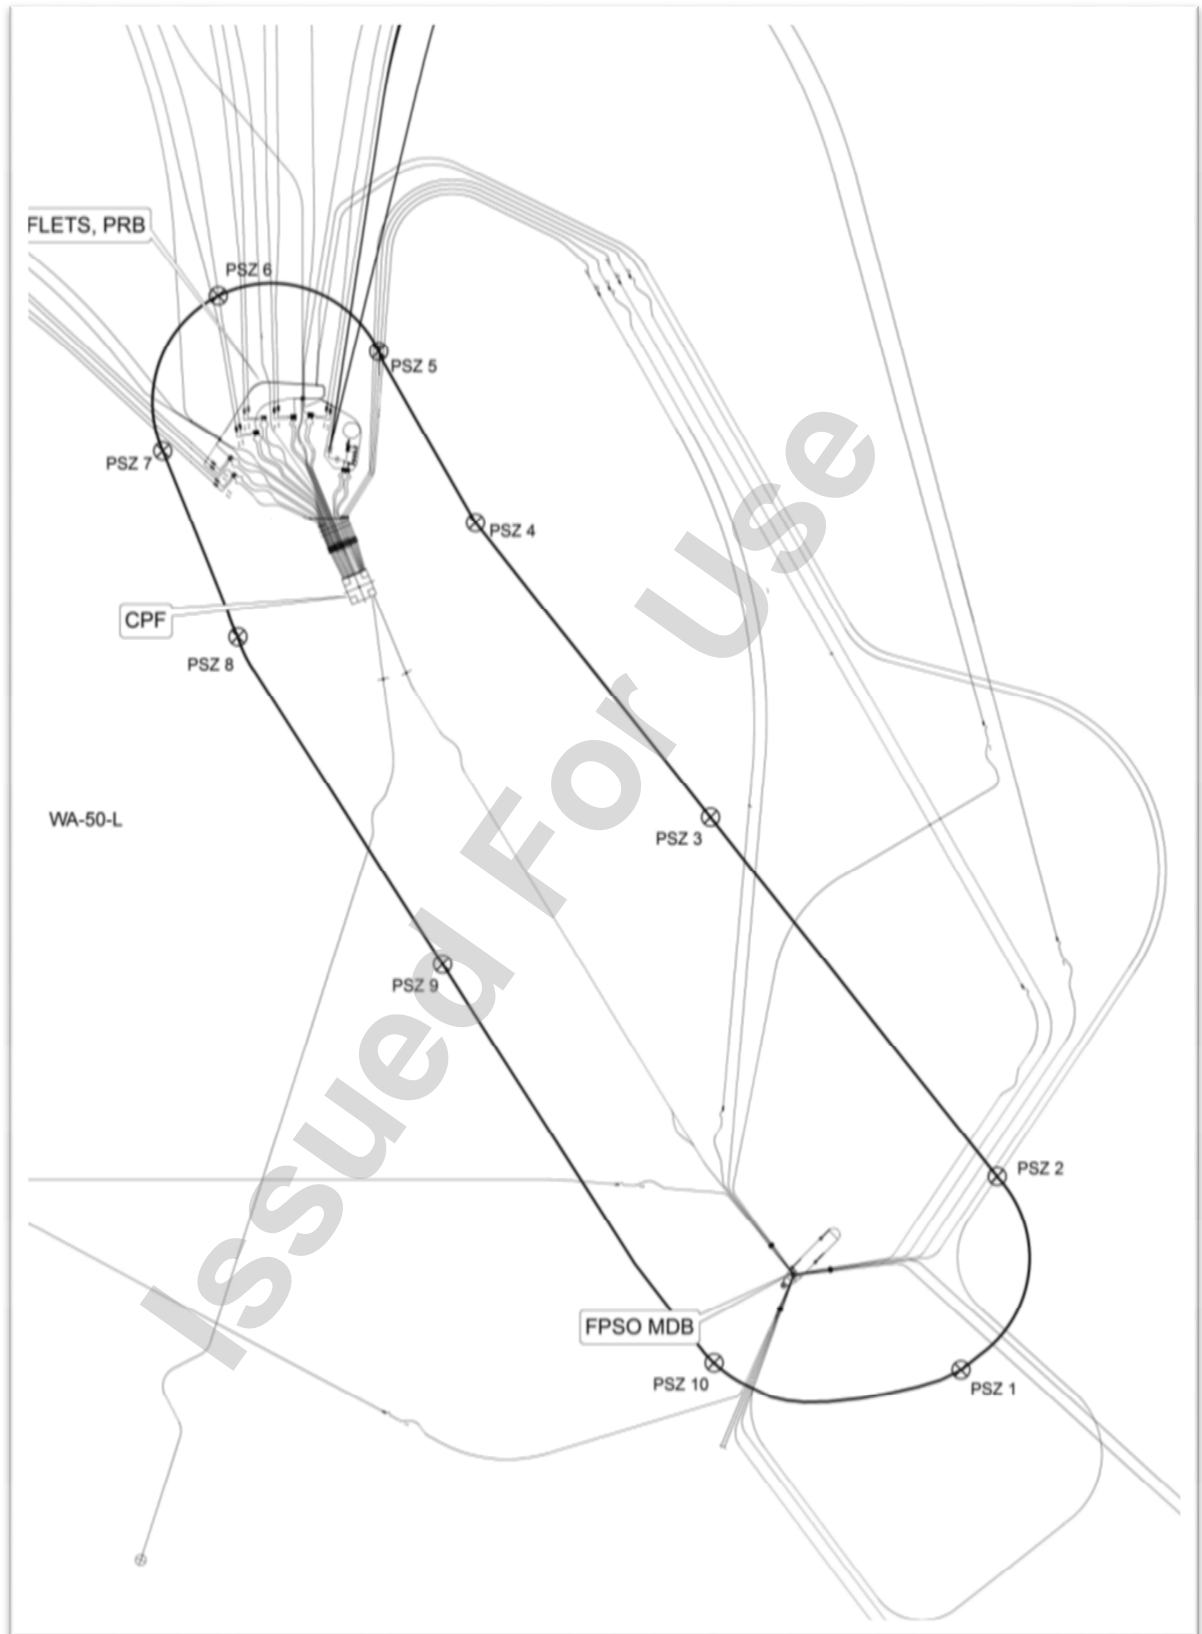 FLETS, PRB
PSZ 6
PSZ 5
PSZ 7
PSZ 4
CPF
PSZ 8
WA-50-L
PSZ 3
PSZ 9
PSZ 2
FPSO MDB
PSZ 10
PSZ 1
Issued For Use